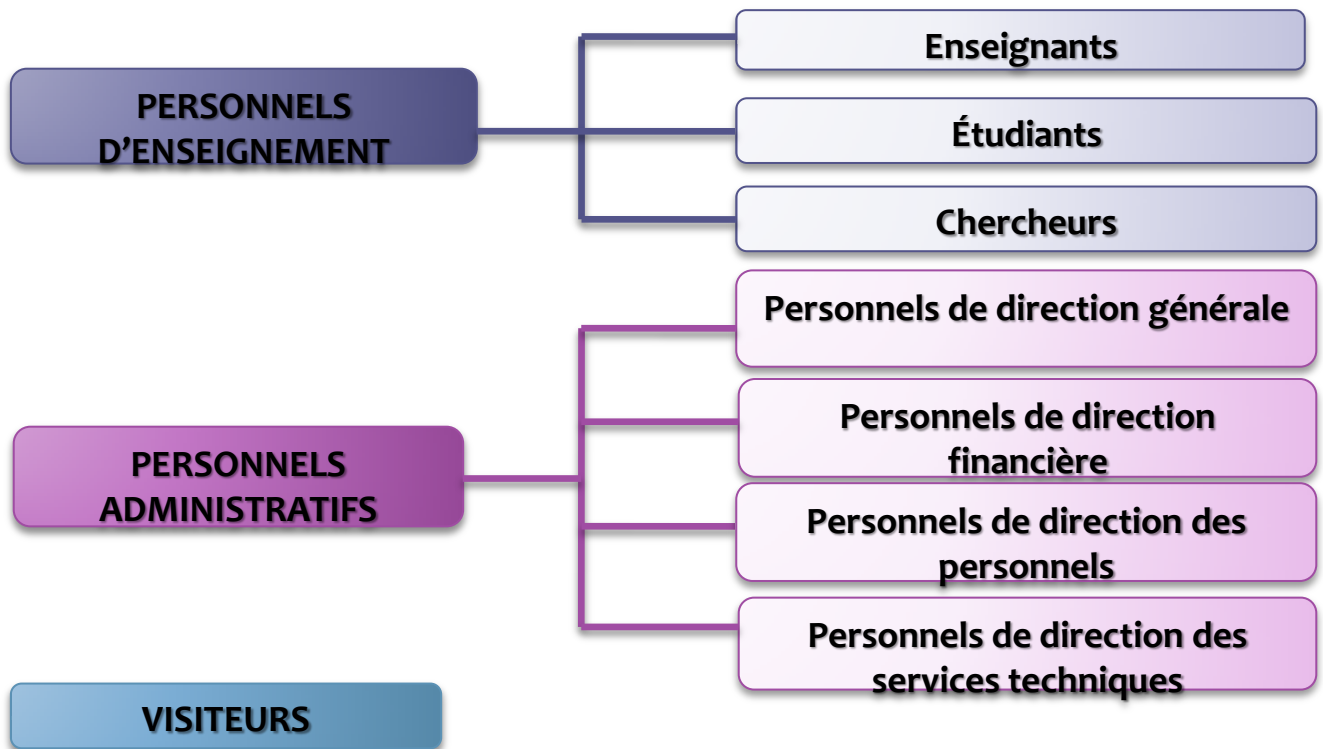 PERSONNELS
D’ENSEIGNEMENT
Enseignants
Étudiants
Chercheurs
PERSONNELS
ADMINISTRATIFS
Personnels de direction générale
Personnels de direction
financière
Personnels de direction des
personnels
Personnels de direction des
services techniques
VISITEURS